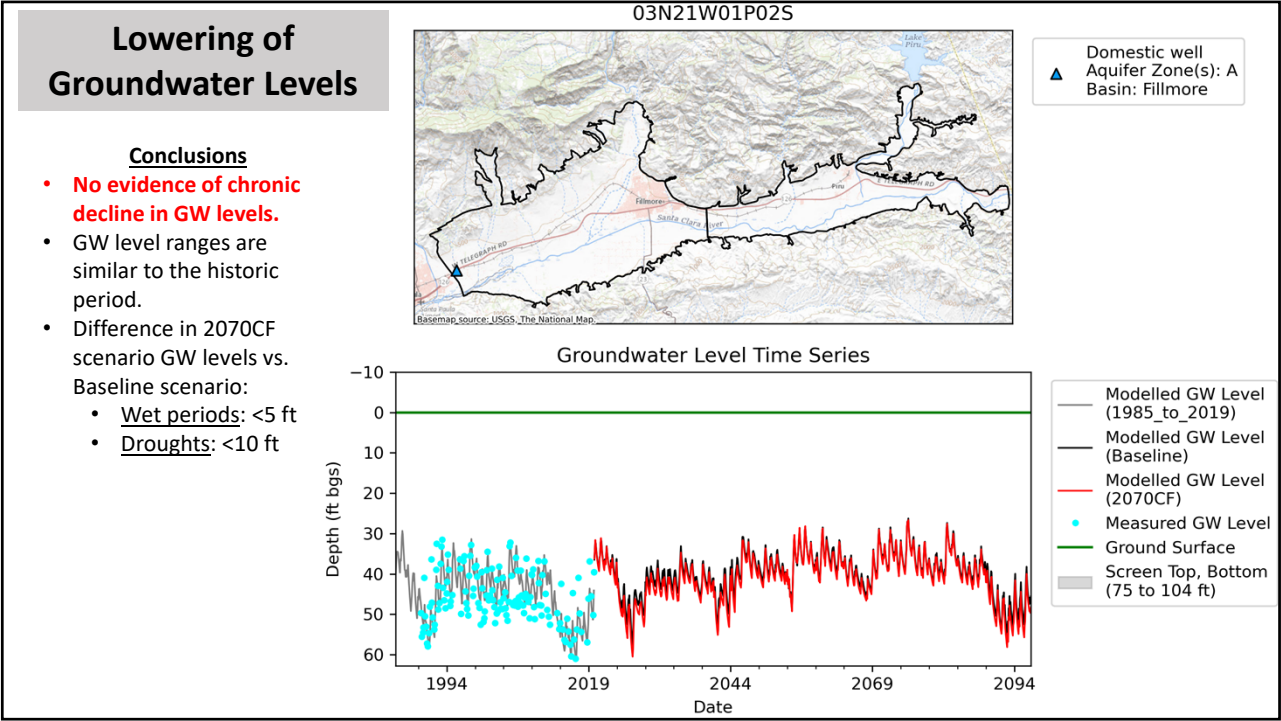 Lowering of
Groundwater Levels
Conclusions
• No evidence of chronic
decline in GW levels.
• GW level ranges are
similar to the historic
period.
• Difference in 2070CF
scenario GW levels vs.
Baseline scenario:
• Wet periods: <5 ft
• Droughts: <10 ft
03N21W01P02S
Lake
Piru
Piru
E TELEGRAPH RD
126
Fillmore
Santa Clara River
W TELEGRAPH RD
126
Santa Paula
Basemap source: USGS, The National Map.
Domestic well
Aquifer Zone(s): A
Basin: Fillmore
Groundwater Level Time Series
−10
0
10
20
30
40
50
60
Depth (ft bgs)
1994
2019
2044
2069
2094
Date
Modelled GW Level
(1985_to_2019)
Modelled GW Level
(Baseline)
Modelled GW Level
(2070CF)
Measured GW Level
Ground Surface
Screen Top, Bottom
(75 to 104 ft)